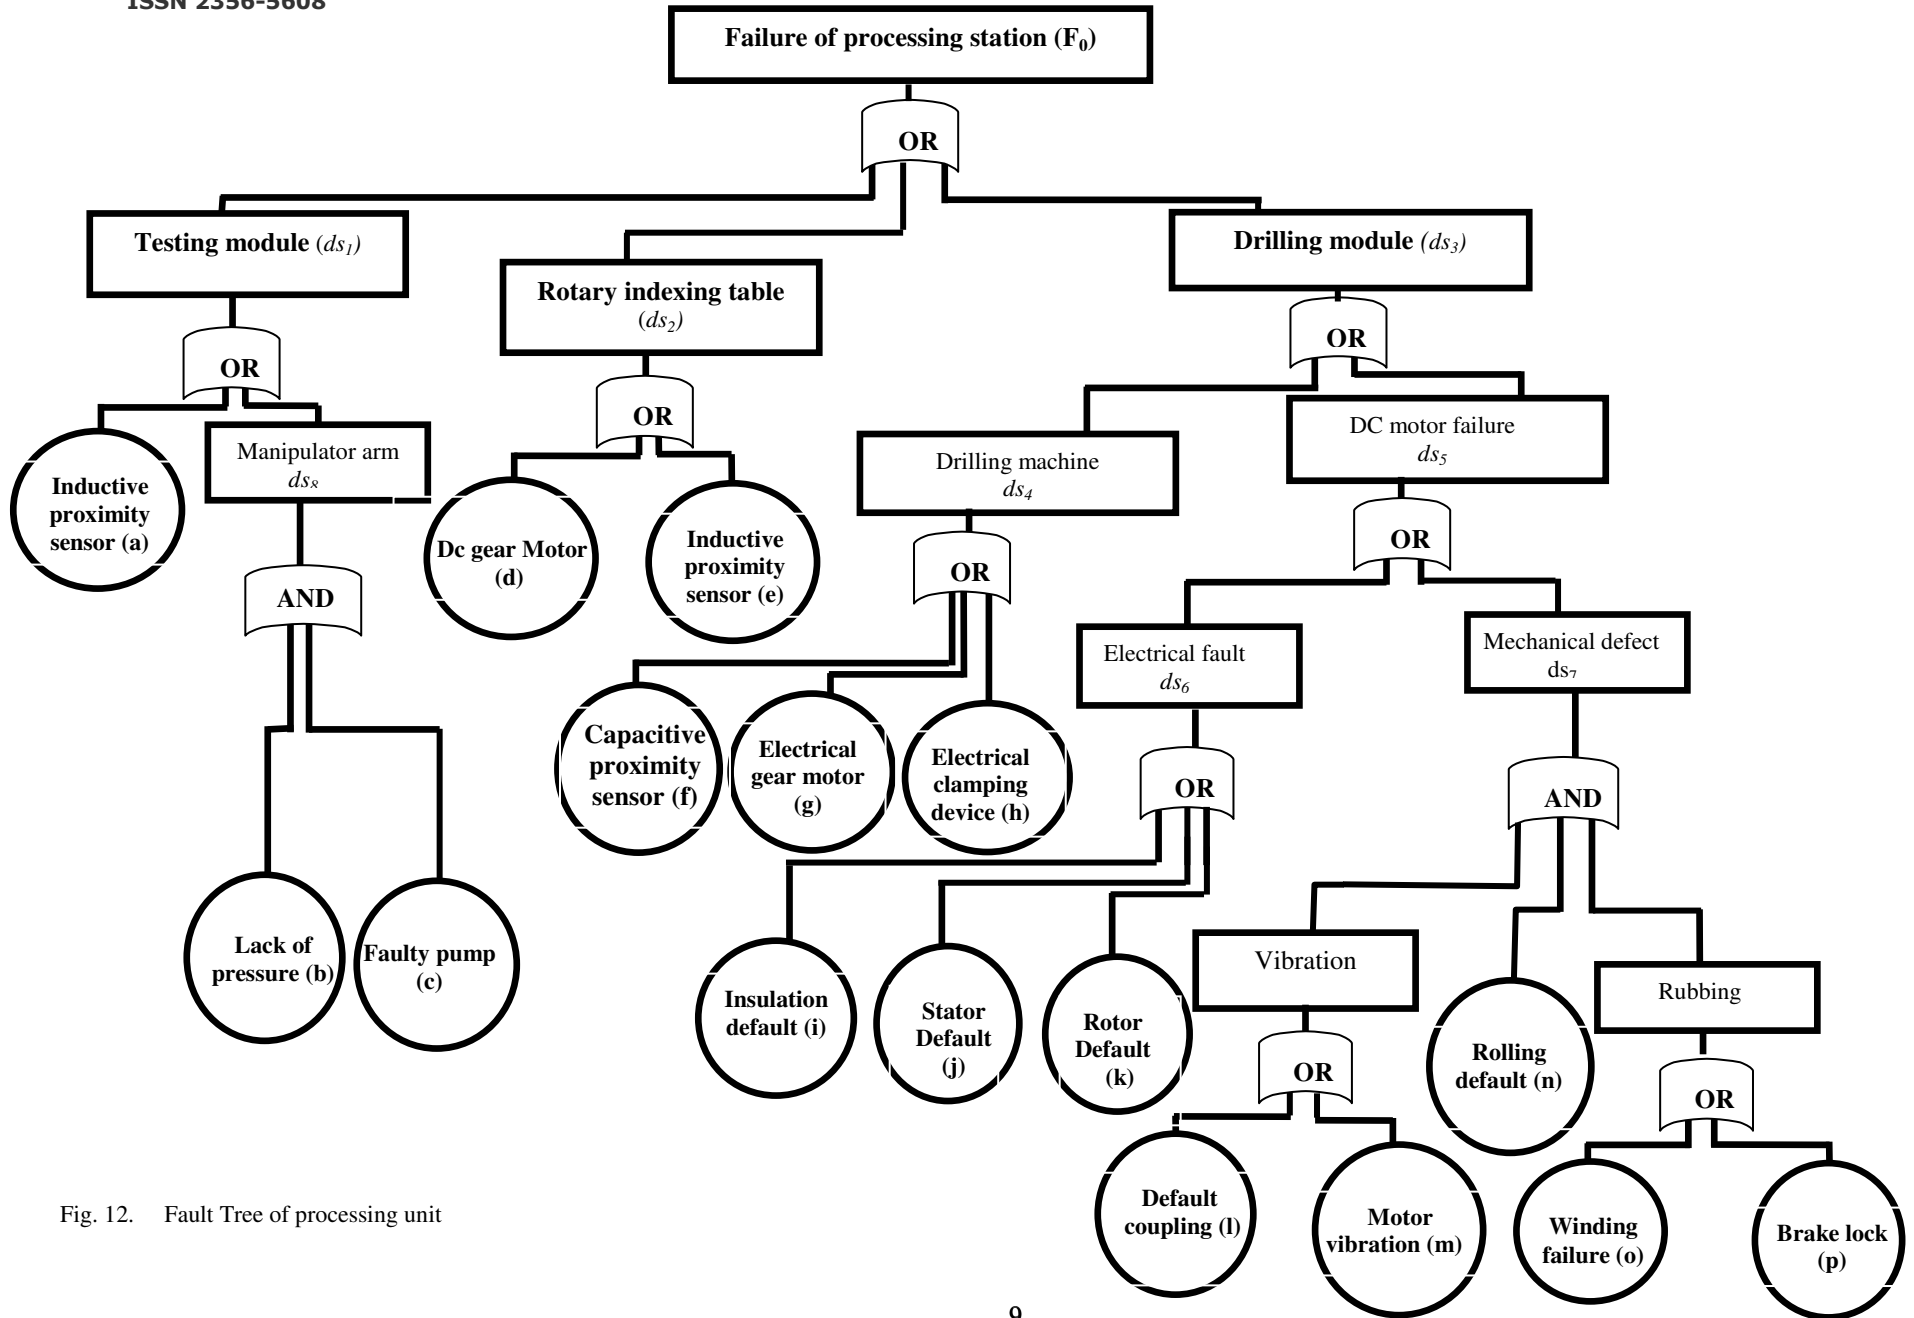 ISSN 2356-5608
Failure of processing station (F₀)
OR
Testing module (ds₁)
Rotary indexing table
(ds₂)
Drilling module (ds₃)
OR
OR
OR
Inductive
proximity
sensor (a)
Manipulator arm
ds₈
Dc gear Motor
(d)
Inductive
proximity
sensor (e)
Drilling machine
ds₄
DC motor failure
ds₅
AND
OR
OR
Lack of
pressure (b)
Faulty pump
(c)
Capacitive
proximity
sensor (f)
Electrical
gear motor
(g)
Electrical
clamping
device (h)
Electrical fault
ds₆
Mechanical defect
ds₇
OR
AND
Insulation
default (i)
Stator
Default
(j)
Rotor
Default
(k)
Vibration
Rolling
default (n)
Rubbing
OR
OR
Default
coupling (l)
Motor
vibration (m)
Winding
failure (o)
Brake lock
(p)
Fig. 12. Fault Tree of processing unit
9